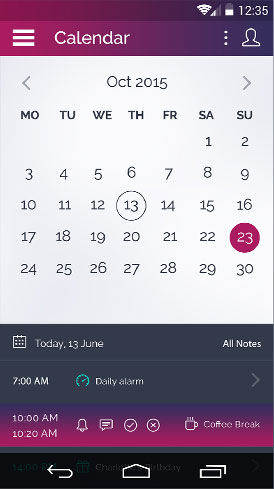 12:35
Calendar
Oct 2015
MO TU WE TH FR SA SU
1 2
3 4 5 6 7 8 9
10 11 12 13 14 15 16
17 18 19 20 21 22 23
24 25 26 27 28 29 30
Today, 13 June All Notes
7:00 AM Daily alarm
10:00 AM
10:20 AM Coffee Break
14:00 Birthday